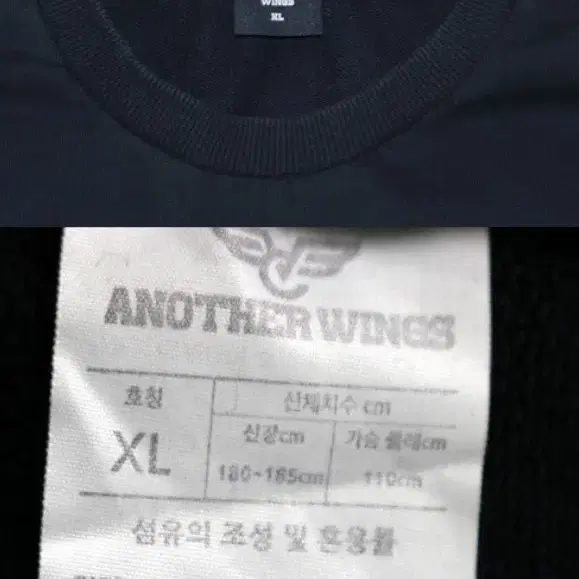 WINGS
XL
ANOTHER WINGS
호칭
신체치수 cm
XL
신장cm
가슴 둘레cm
180~185cm
110cm
섬유의 조성 및 혼용률